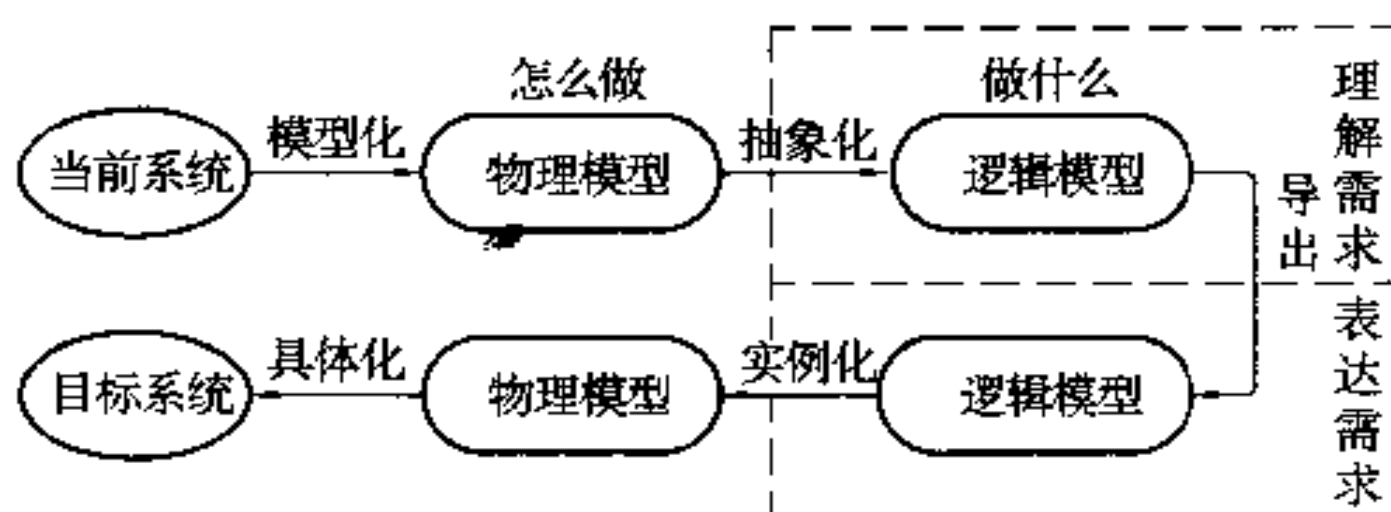 怎么做
做什么
当前系统
模型化
物理模型
抽象化
逻辑模型
导出
理解需求
目标系统
具体化
物理模型
实例化
逻辑模型
表达需求